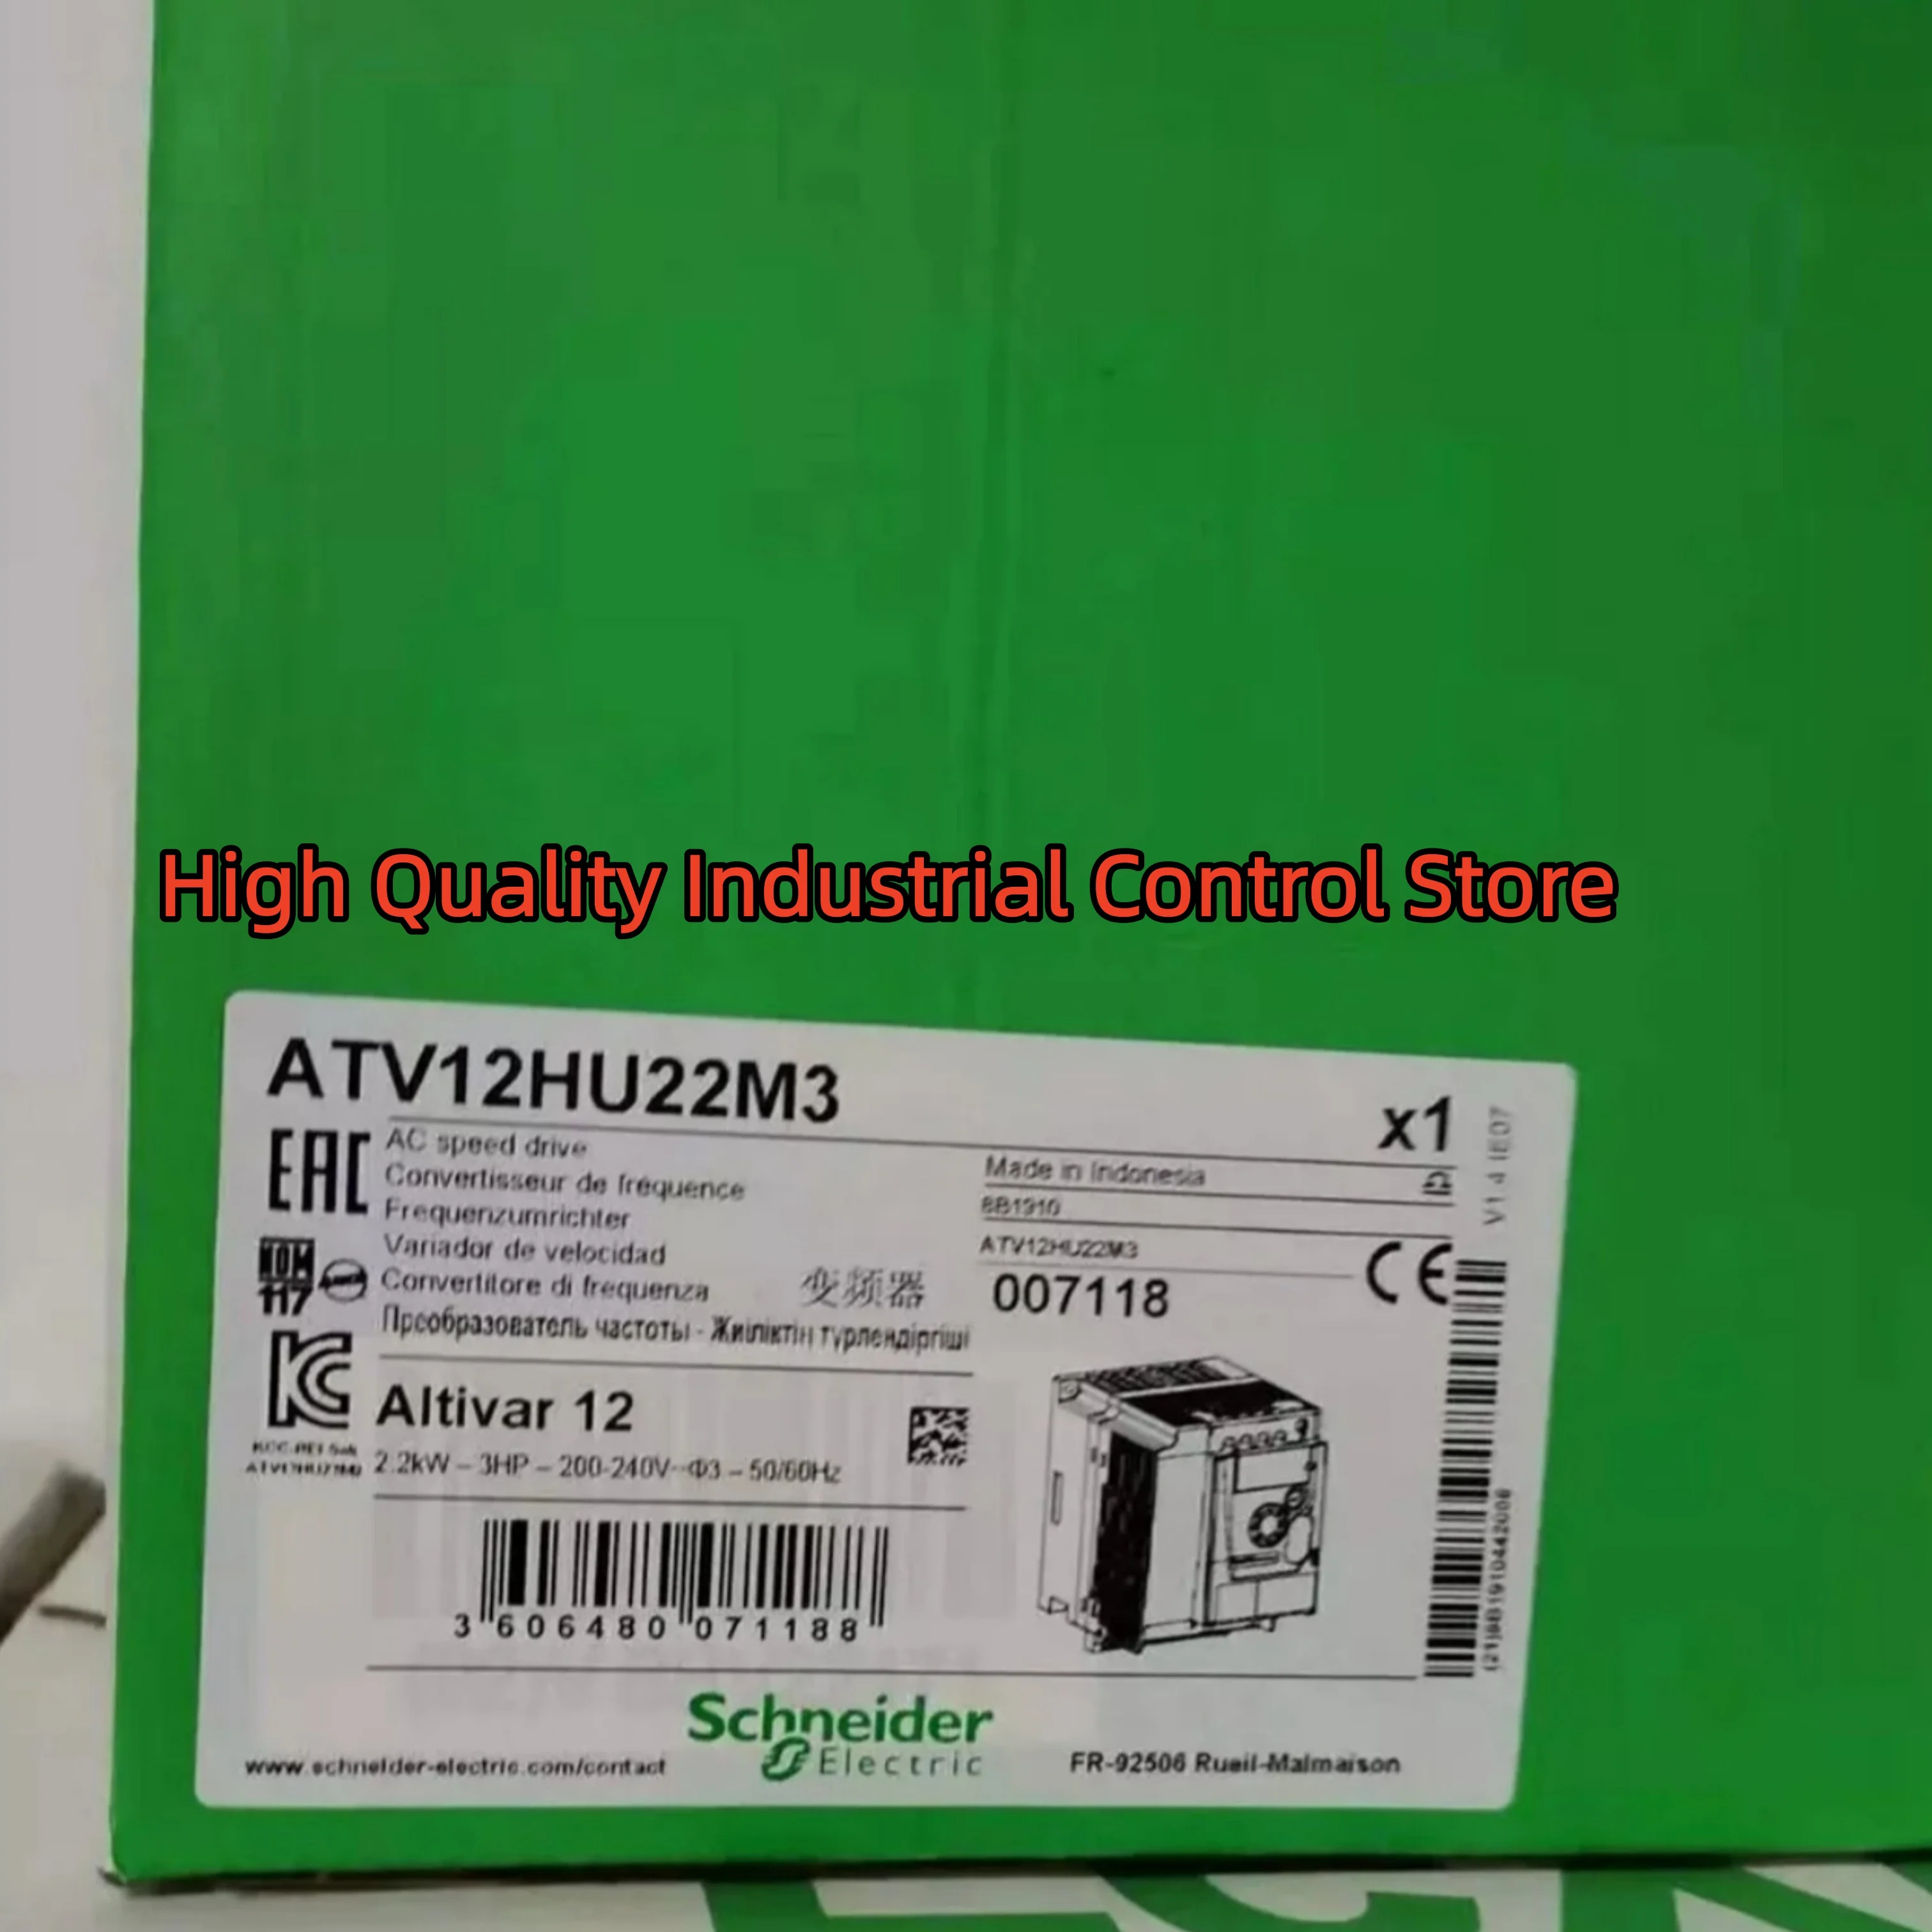 High Quality Industrial Control Store
ATV12HU22M3
x1
EAC
AC speed drive
Convertisseur de fréquence
Frequenzumrichter
Variador de velocidad
Convertitore di frequenza
变频器
Преобразователь частоты - Жиіліктін түрлендіргіші
Made in Indonesia
ATV12HU22M3
007118
CE
117
Altivar 12
2.2kW – 3HP – 200-240V~Φ3 – 50/60Hz
3 606480 071188
Schneider
Electric
www.schneider-electric.com/contact
FR-92506 Rueil-Malmaison